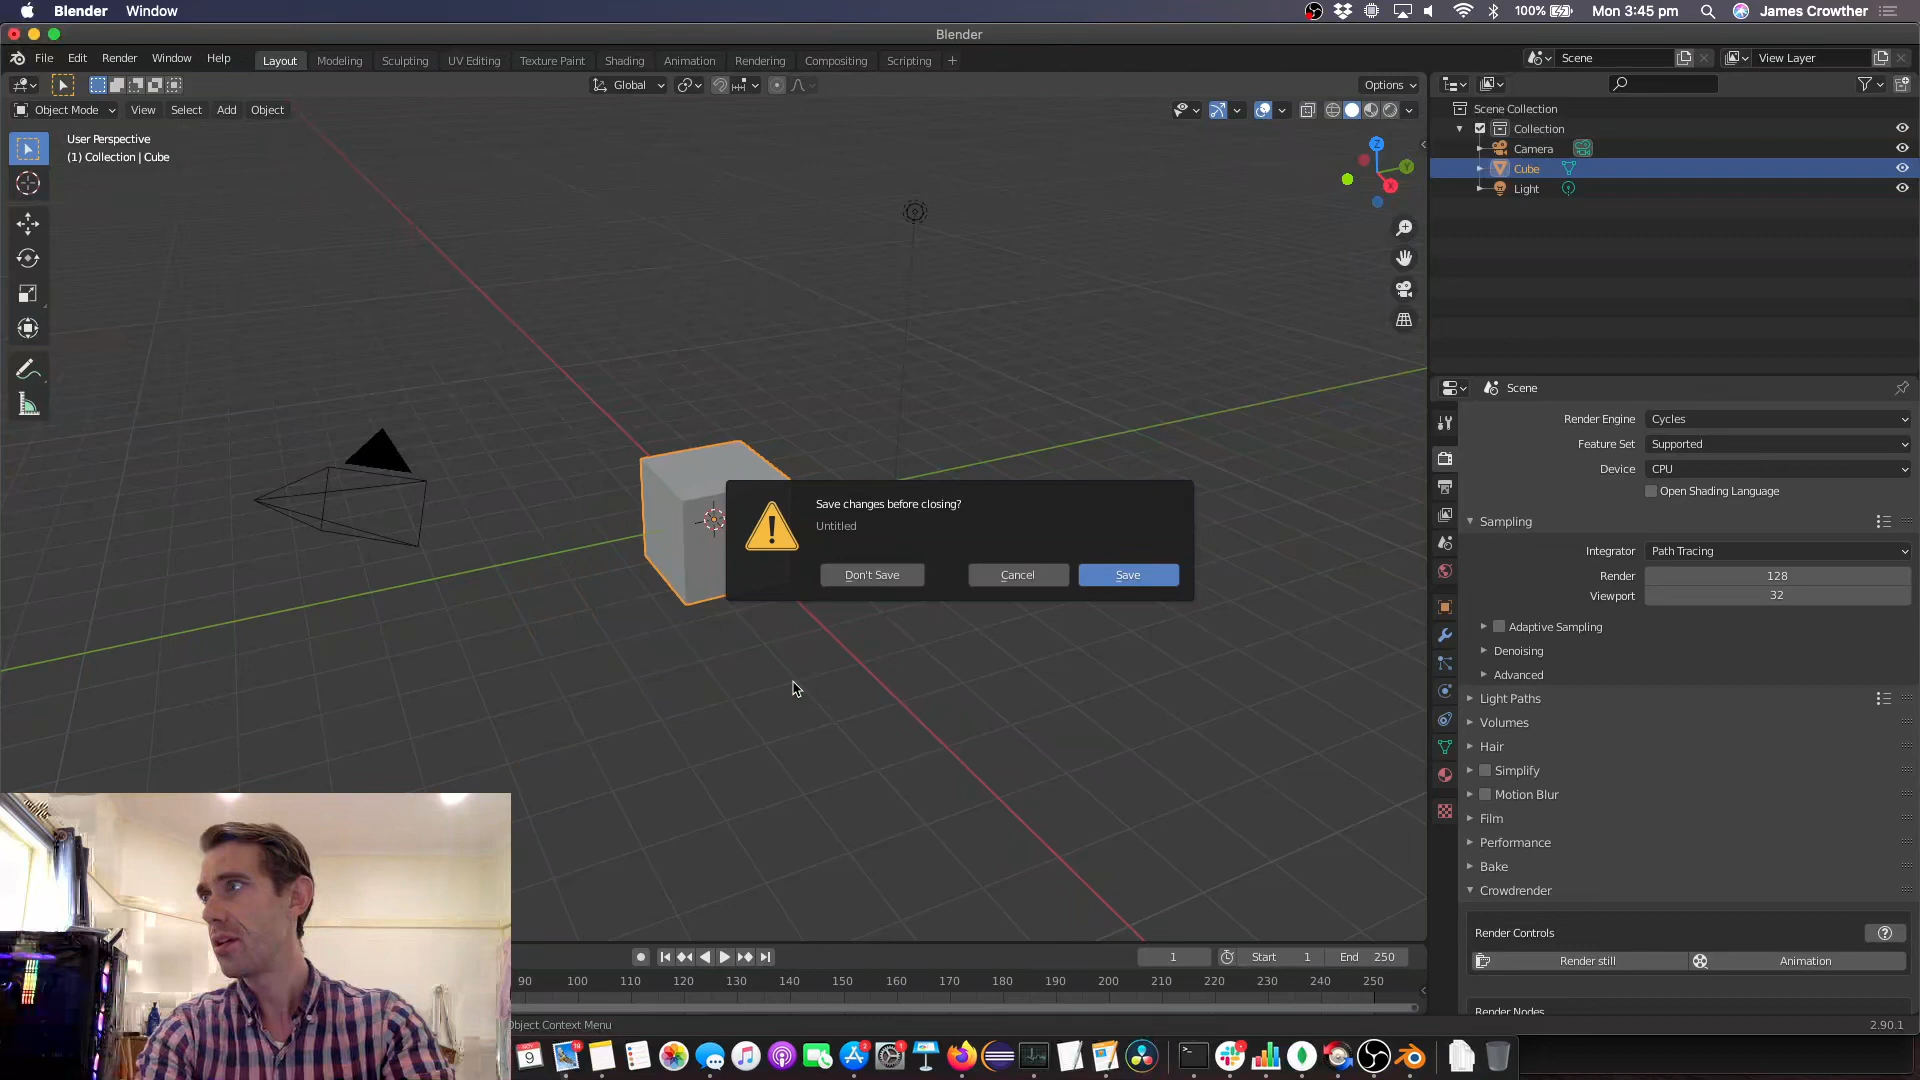 Blender Window 100% Mon 3:45 pm James Crowther
Blender
File Edit Render Window Help Layout Modeling Sculpting UV Editing Texture Paint Shading Animation Rendering Compositing Scripting + Scene View Layer
Global Options
Object Mode View Select Add Object
User Perspective
(1) Collection | Cube
Z
Y
X
Scene Collection
Collection
Camera
Cube
Light
Scene
Render Engine Cycles
Feature Set Supported
Device CPU
Open Shading Language
Sampling
Integrator Path Tracing
Render 128
Viewport 32
Adaptive Sampling
Denoising
Advanced
Light Paths
Volumes
Hair
Simplify
Motion Blur
Film
Performance
Bake
Crowdrender
Render Controls
Render still Animation
Render Nodes
Save changes before closing?
Untitled
Don't Save Cancel Save
1 Start 1 End 250
90 100 110 120 130 140 150 160 170 180 190 200 210 220 230 240 250
Object Context Menu 2.90.1
NOV
9